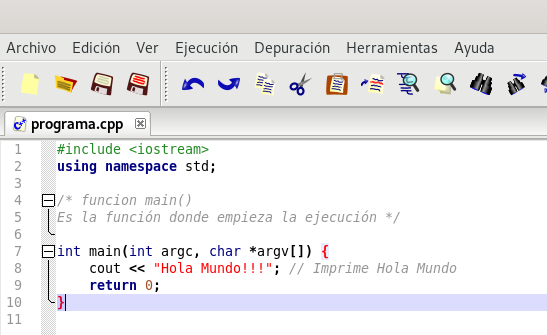 Archivo Edición Ver Ejecución Depuración Herramientas Ayuda
programa.cpp
1 #include <iostream>
2 using namespace std;
3
4 /* funcion main()
5 Es la función donde empieza la ejecución */
6
7 int main(int argc, char *argv[]) {
8 cout << "Hola Mundo!!!"; // Imprime Hola Mundo
9 return 0;
10 }
11